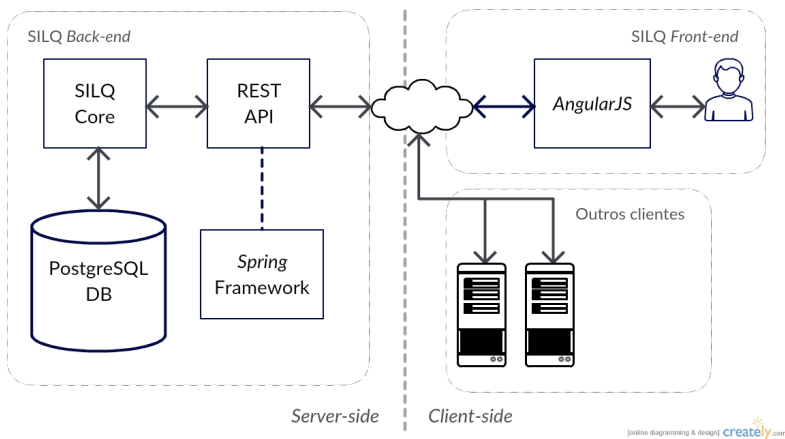 SILQ Back-end
SILQ
Core
REST
API
PostgreSQL
DB
Spring
Framework
Server-side
SILQ Front-end
AngularJS
Outros clientes
Client-side
[online diagramming & design] creately.com